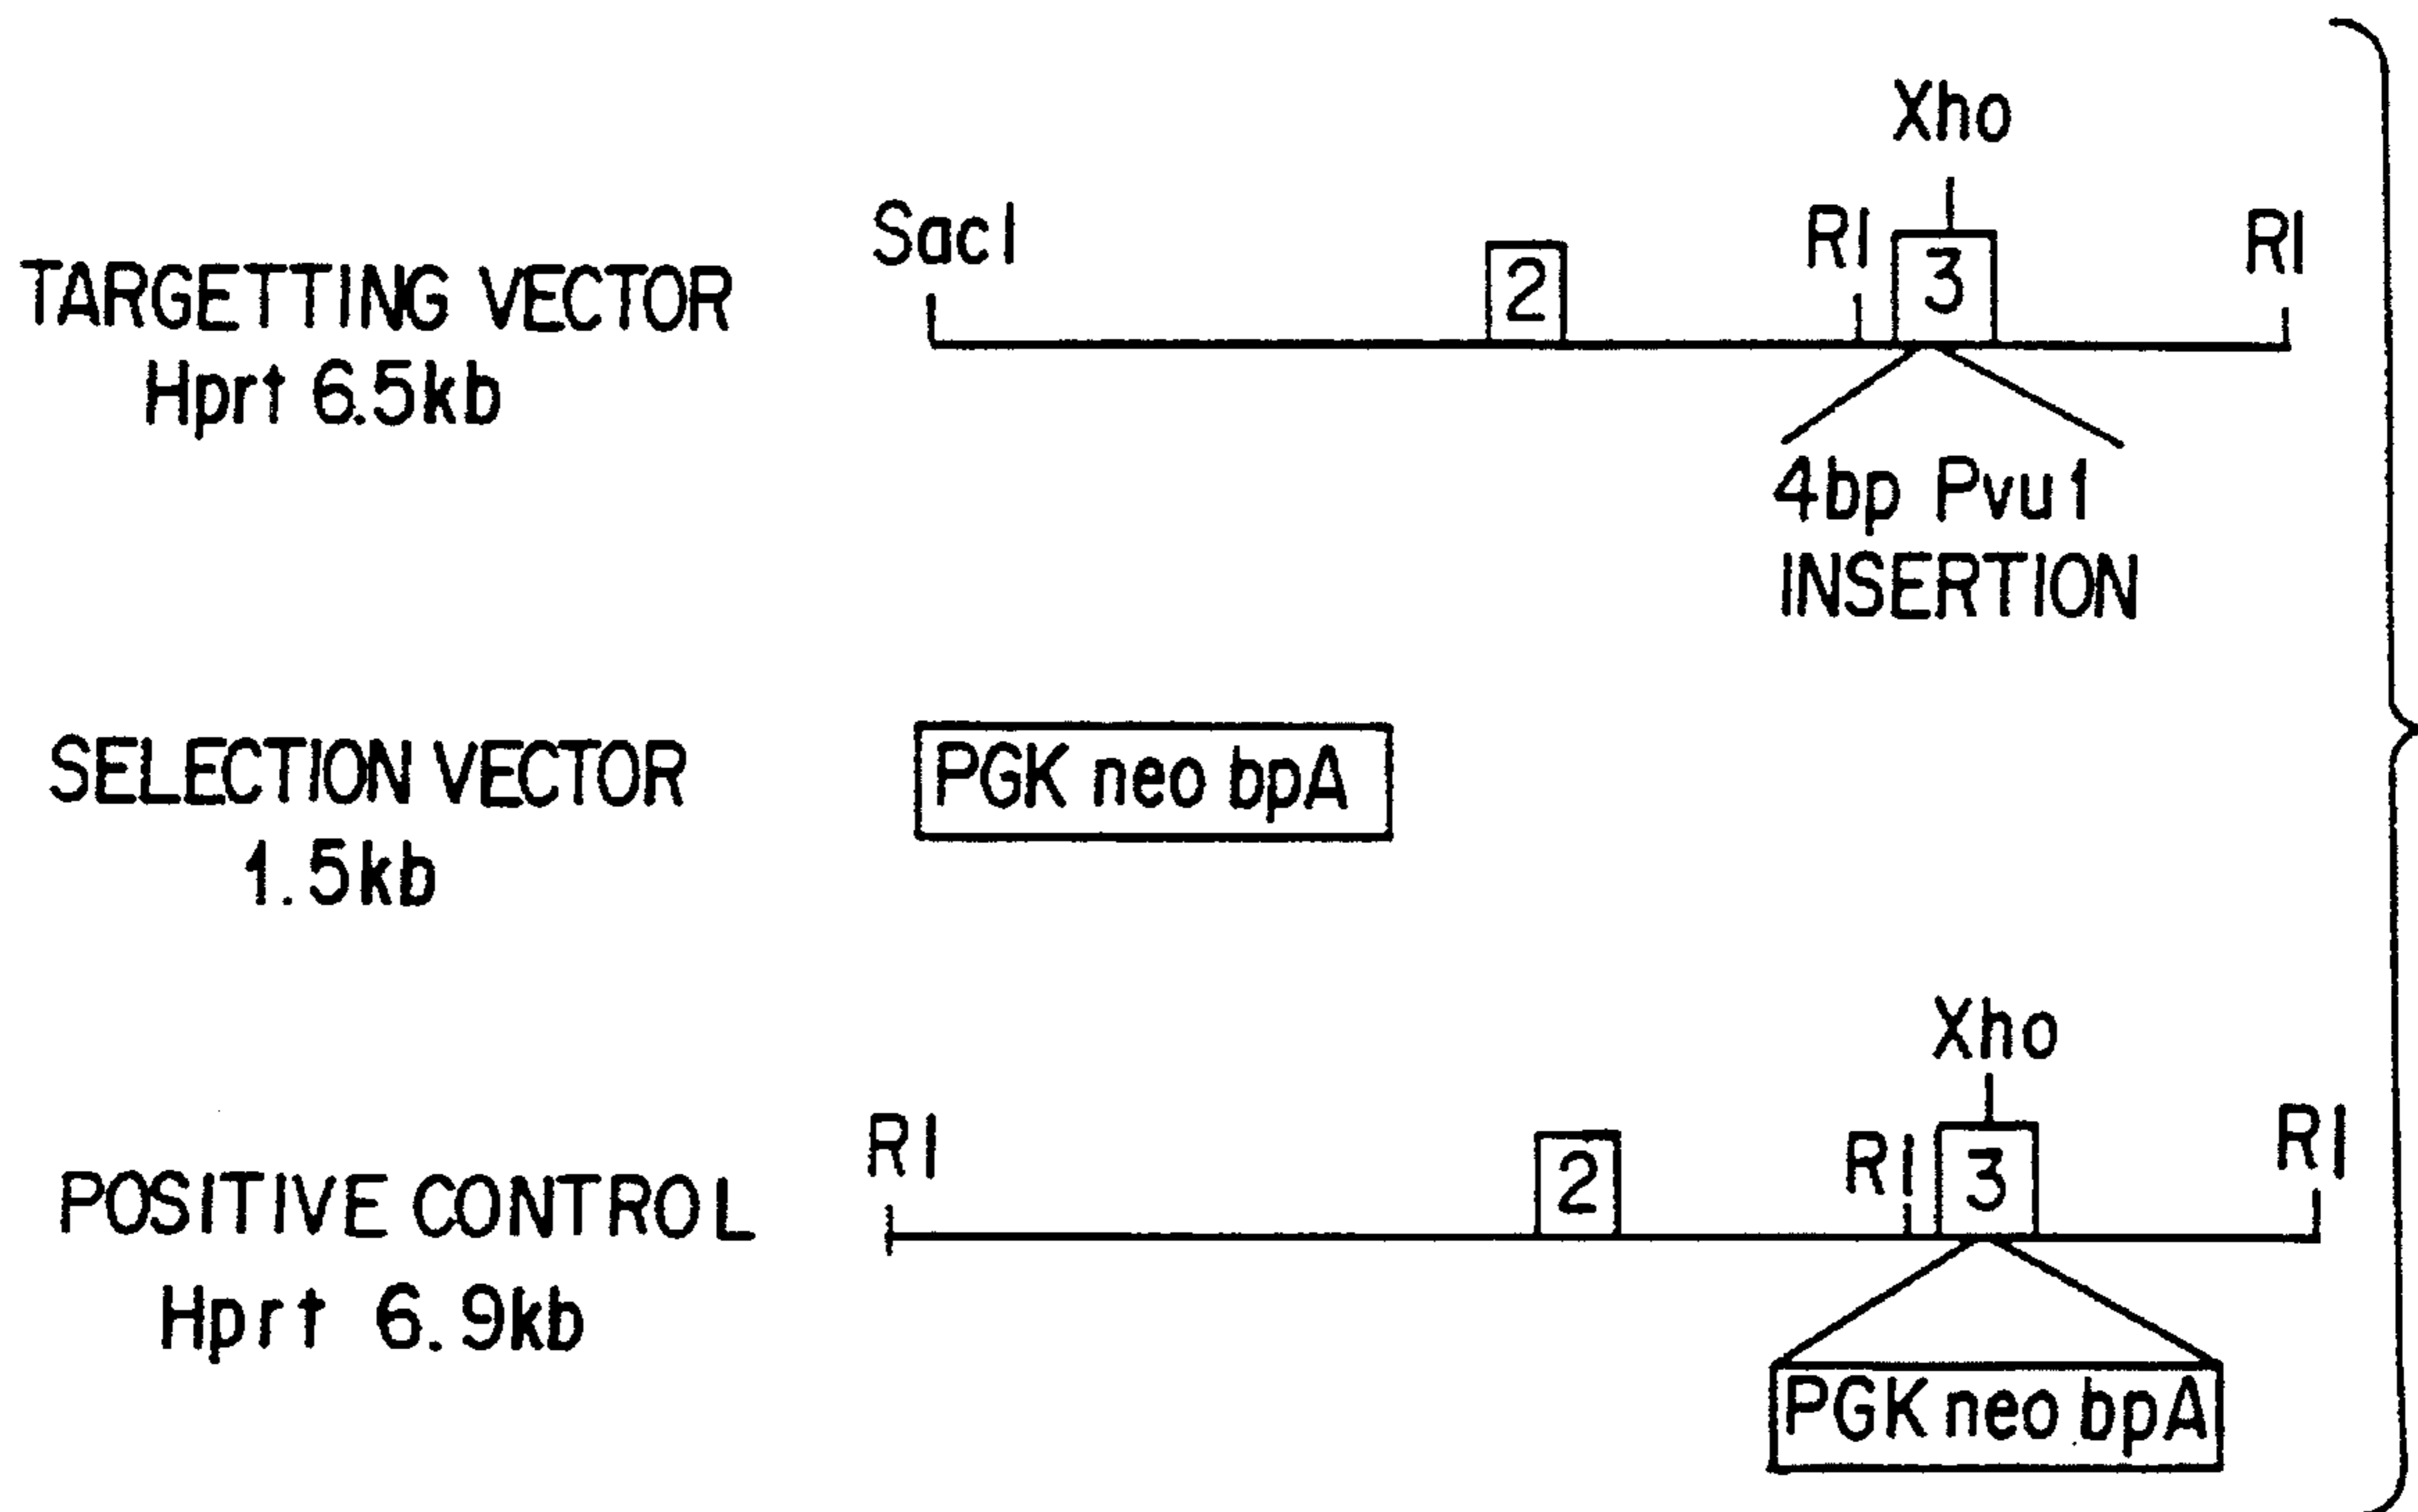 Xho
SacI
RI
RI
2
3
TARGETTING VECTOR
Hprt 6.5kb
4bp Pvu1
INSERTION
SELECTION VECTOR
1.5kb
PGK neo bpA
Xho
RI
RI
RI
2
3
POSITIVE CONTROL
Hprt 6.9kb
PGK neo bpA